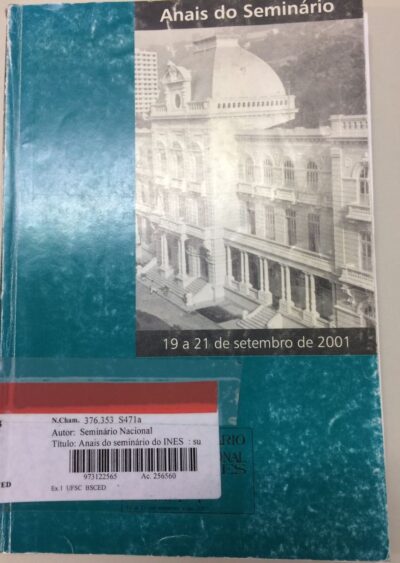 Anais do Seminário
19 a 21 de setembro de 2001
N.Cham. 376.353 S471a
Autor: Seminário Nacional
Título: Anais do seminário do INES : su
973122565 Ac. 256560
Ex.1 UFSC BSCED